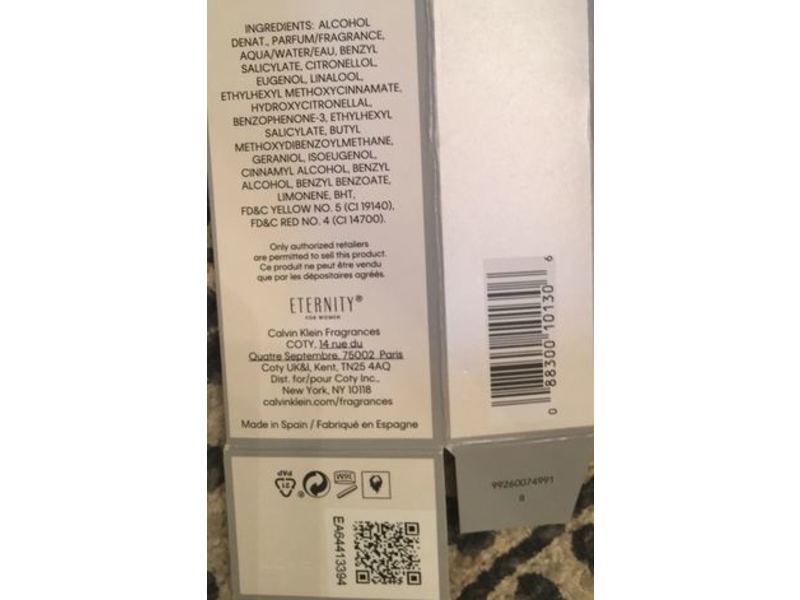 INGREDIENTS: ALCOHOL
DENAT., PARFUM/FRAGRANCE,
AQUA/WATER/EAU, BENZYL
SALICYLATE, CITRONELLOL,
EUGENOL, LINALOOL,
ETHYLHEXYL METHOXYCINNAMATE,
HYDROXYCITRONELLAL,
BENZOPHENONE-3, ETHYLHEXYL
SALICYLATE, BUTYL
METHOXYDIBENZOYLMETHANE,
GERANIOL, ISOEUGENOL,
CINNAMYL ALCOHOL, BENZYL
ALCOHOL, BENZYL BENZOATE,
LIMONENE, BHT,
FD&C YELLOW NO. 5 (CI 19140),
FD&C RED NO. 4 (CI 14700).
Only authorized retailers
are permitted to sell this product.
Ce produit ne peut être vendu
que par les dépositaires agréés.
ETERNITY®
FOR WOMEN
Calvin Klein Fragrances
COTY, 14 rue du
Quatre Septembre, 75002 Paris
Coty UK&I, Kent, TN25 4AQ
Dist. for/pour Coty Inc.,
New York, NY 10118
calvinklein.com/fragrances
Made in Spain / Fabriqué en Espagne
0 88300 10130 6
21
PAP
36M
EA64413394
99260074991
8